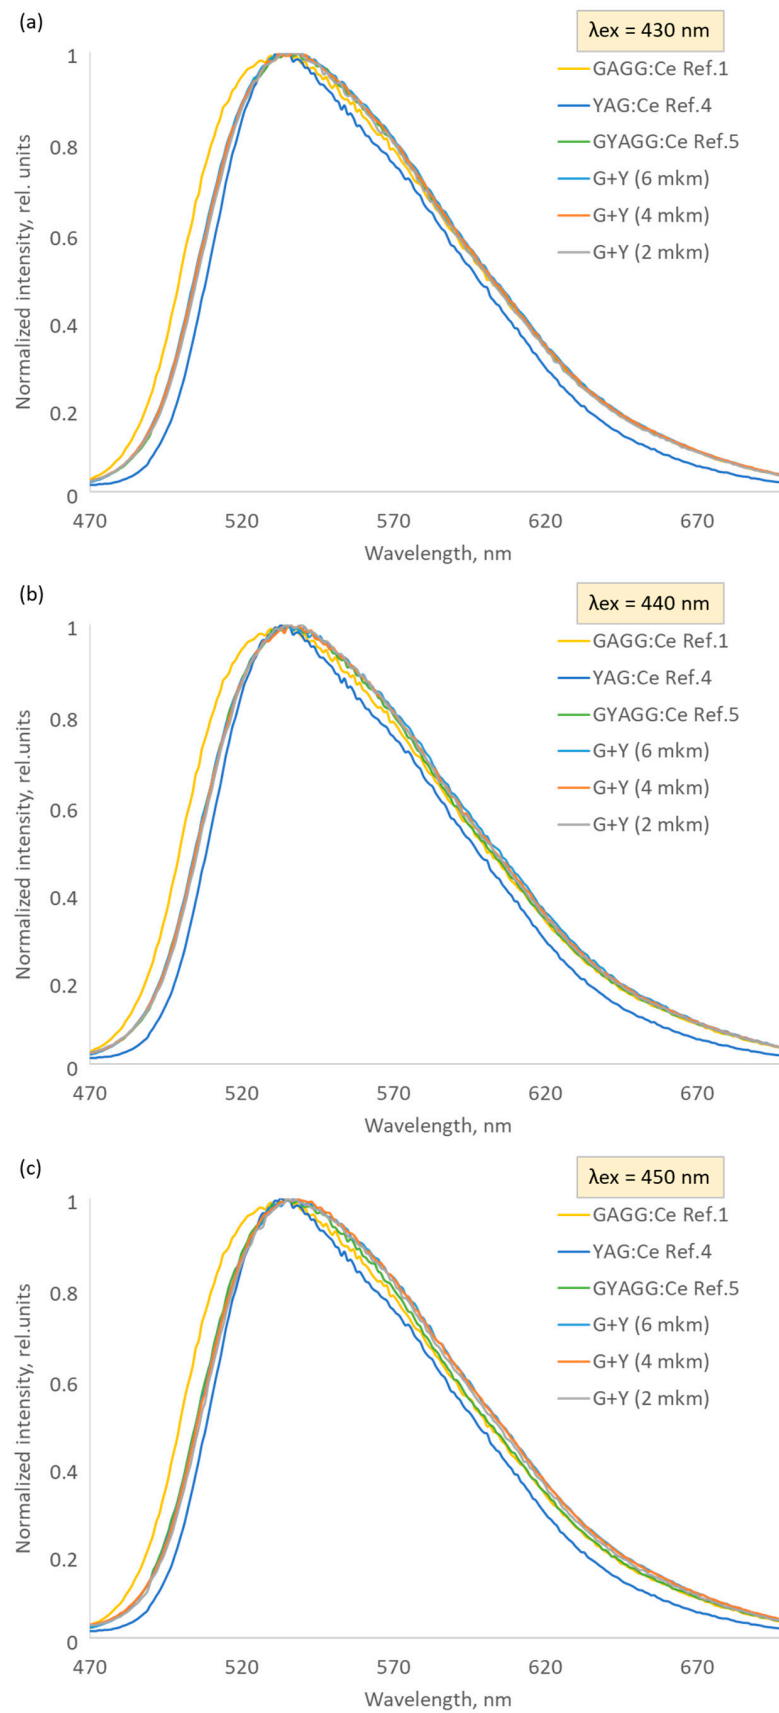 (a)
λex = 430 nm
GAGG:Ce Ref.1
YAG:Ce Ref.4
GYAGG:Ce Ref.5
G+Y (6 mkm)
G+Y (4 mkm)
G+Y (2 mkm)
Normalized intensity, rel. units
1
0.8
0.6
0.4
0.2
0
470
520
570
620
670
Wavelength, nm
(b)
λex = 440 nm
GAGG:Ce Ref.1
YAG:Ce Ref.4
GYAGG:Ce Ref.5
G+Y (6 mkm)
G+Y (4 mkm)
G+Y (2 mkm)
Normalized intensity, rel.units
1
0.8
0.6
0.4
0.2
0
470
520
570
620
670
Wavelength, nm
(c)
λex = 450 nm
GAGG:Ce Ref.1
YAG:Ce Ref.4
GYAGG:Ce Ref.5
G+Y (6 mkm)
G+Y (4 mkm)
G+Y (2 mkm)
Normalized intensity, rel.units
1
0.8
0.6
0.4
0.2
0
470
520
570
620
670
Wavelength, nm